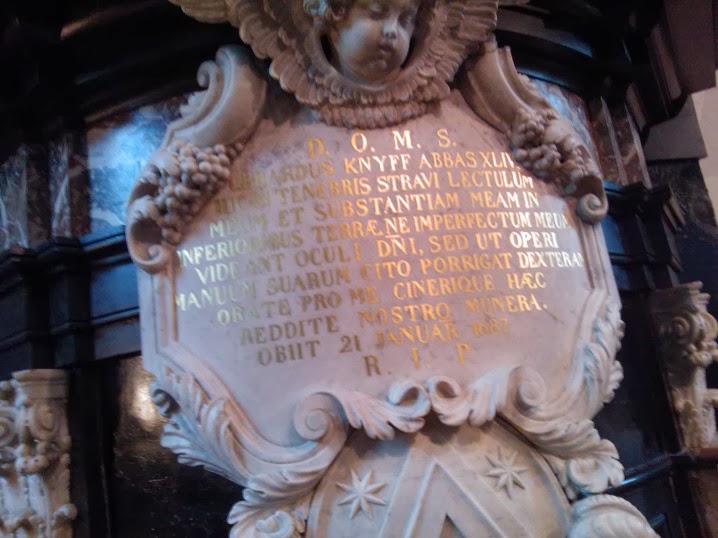 D. O. M. S.
GERARDUS KNYFF ABBAS XLIV
TENEBRIS STRAVI LECTULUM
MEUM ET SUBSTANTIAM MEAM IN
INFERIORIBUS TERRÆ NE IMPERFECTUM MEUM
VIDEANT OCULI DÑI, SED UT OPERI
MANUUM SUARUM CITO PORRIGAT DEXTERAM
ORATE PRO ME CINERIQUE HÆC
REDDITE NOSTRO MUNERA.
OBIIT 21 JANUAR
R. I. P.